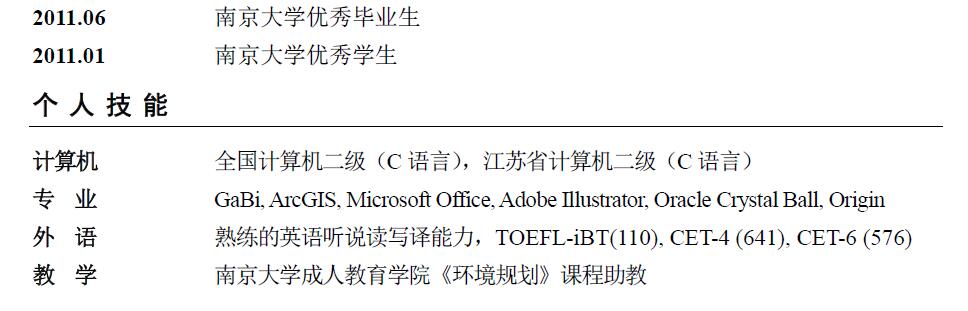 2011.06 南京大学优秀毕业生
2011.01 南京大学优秀学生
个人技能
计算机 全国计算机二级（C 语言），江苏省计算机二级（C 语言）
专 业 GaBi, ArcGIS, Microsoft Office, Adobe Illustrator, Oracle Crystal Ball, Origin
外 语 熟练的英语听说读写译能力，TOEFL-iBT(110), CET-4 (641), CET-6 (576)
教 学 南京大学成人教育学院《环境规划》课程助教